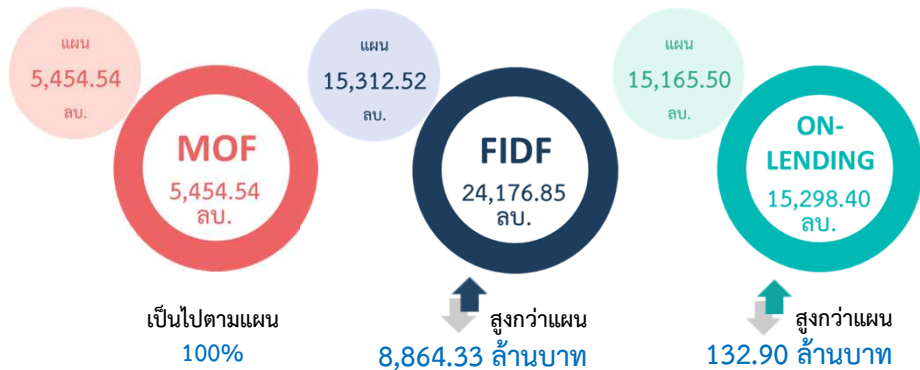 แผน
5,454.54
ลบ.
MOF
5,454.54
ลบ.
เป็นไปตามแผน
100%
แผน
15,312.52
ลบ.
FIDF
24,176.85
ลบ.
สูงกว่าแผน
8,864.33 ล้านบาท
แผน
15,165.50
ลบ.
ON-
LENDING
15,298.40
ลบ.
สูงกว่าแผน
132.90 ล้านบาท